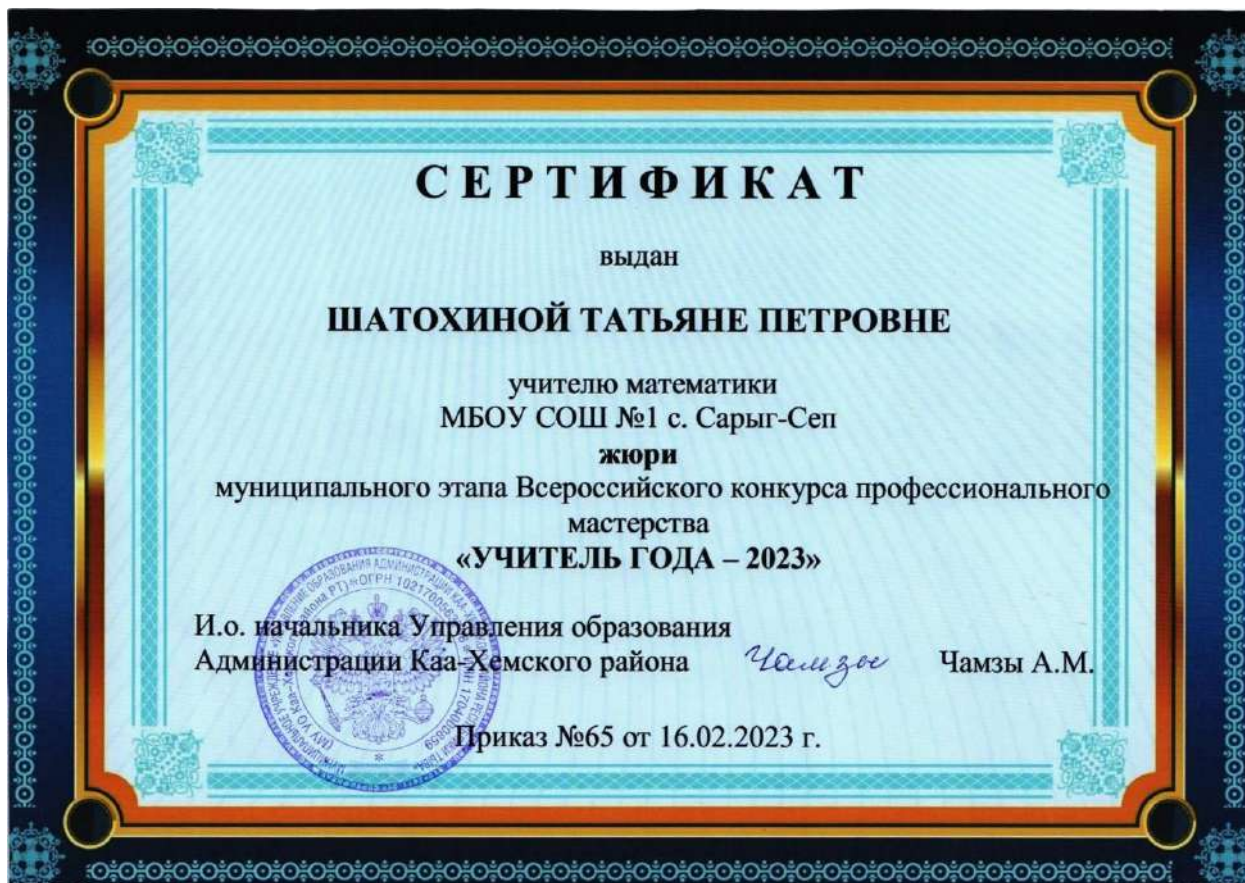 СЕРТИФИКАТ
выдан
ШАТОХИНОЙ ТАТЬЯНЕ ПЕТРОВНЕ
учителю математики
МБОУ СОШ №1 с. Сарыг-Сеп
жюри
муниципального этапа Всероссийского конкурса профессионального
мастерства
«УЧИТЕЛЬ ГОДА – 2023»
И.о. начальника Управления образования
Администрации Каа-Хемского района Чамзы Чамзы А.М.
Приказ №65 от 16.02.2023 г.